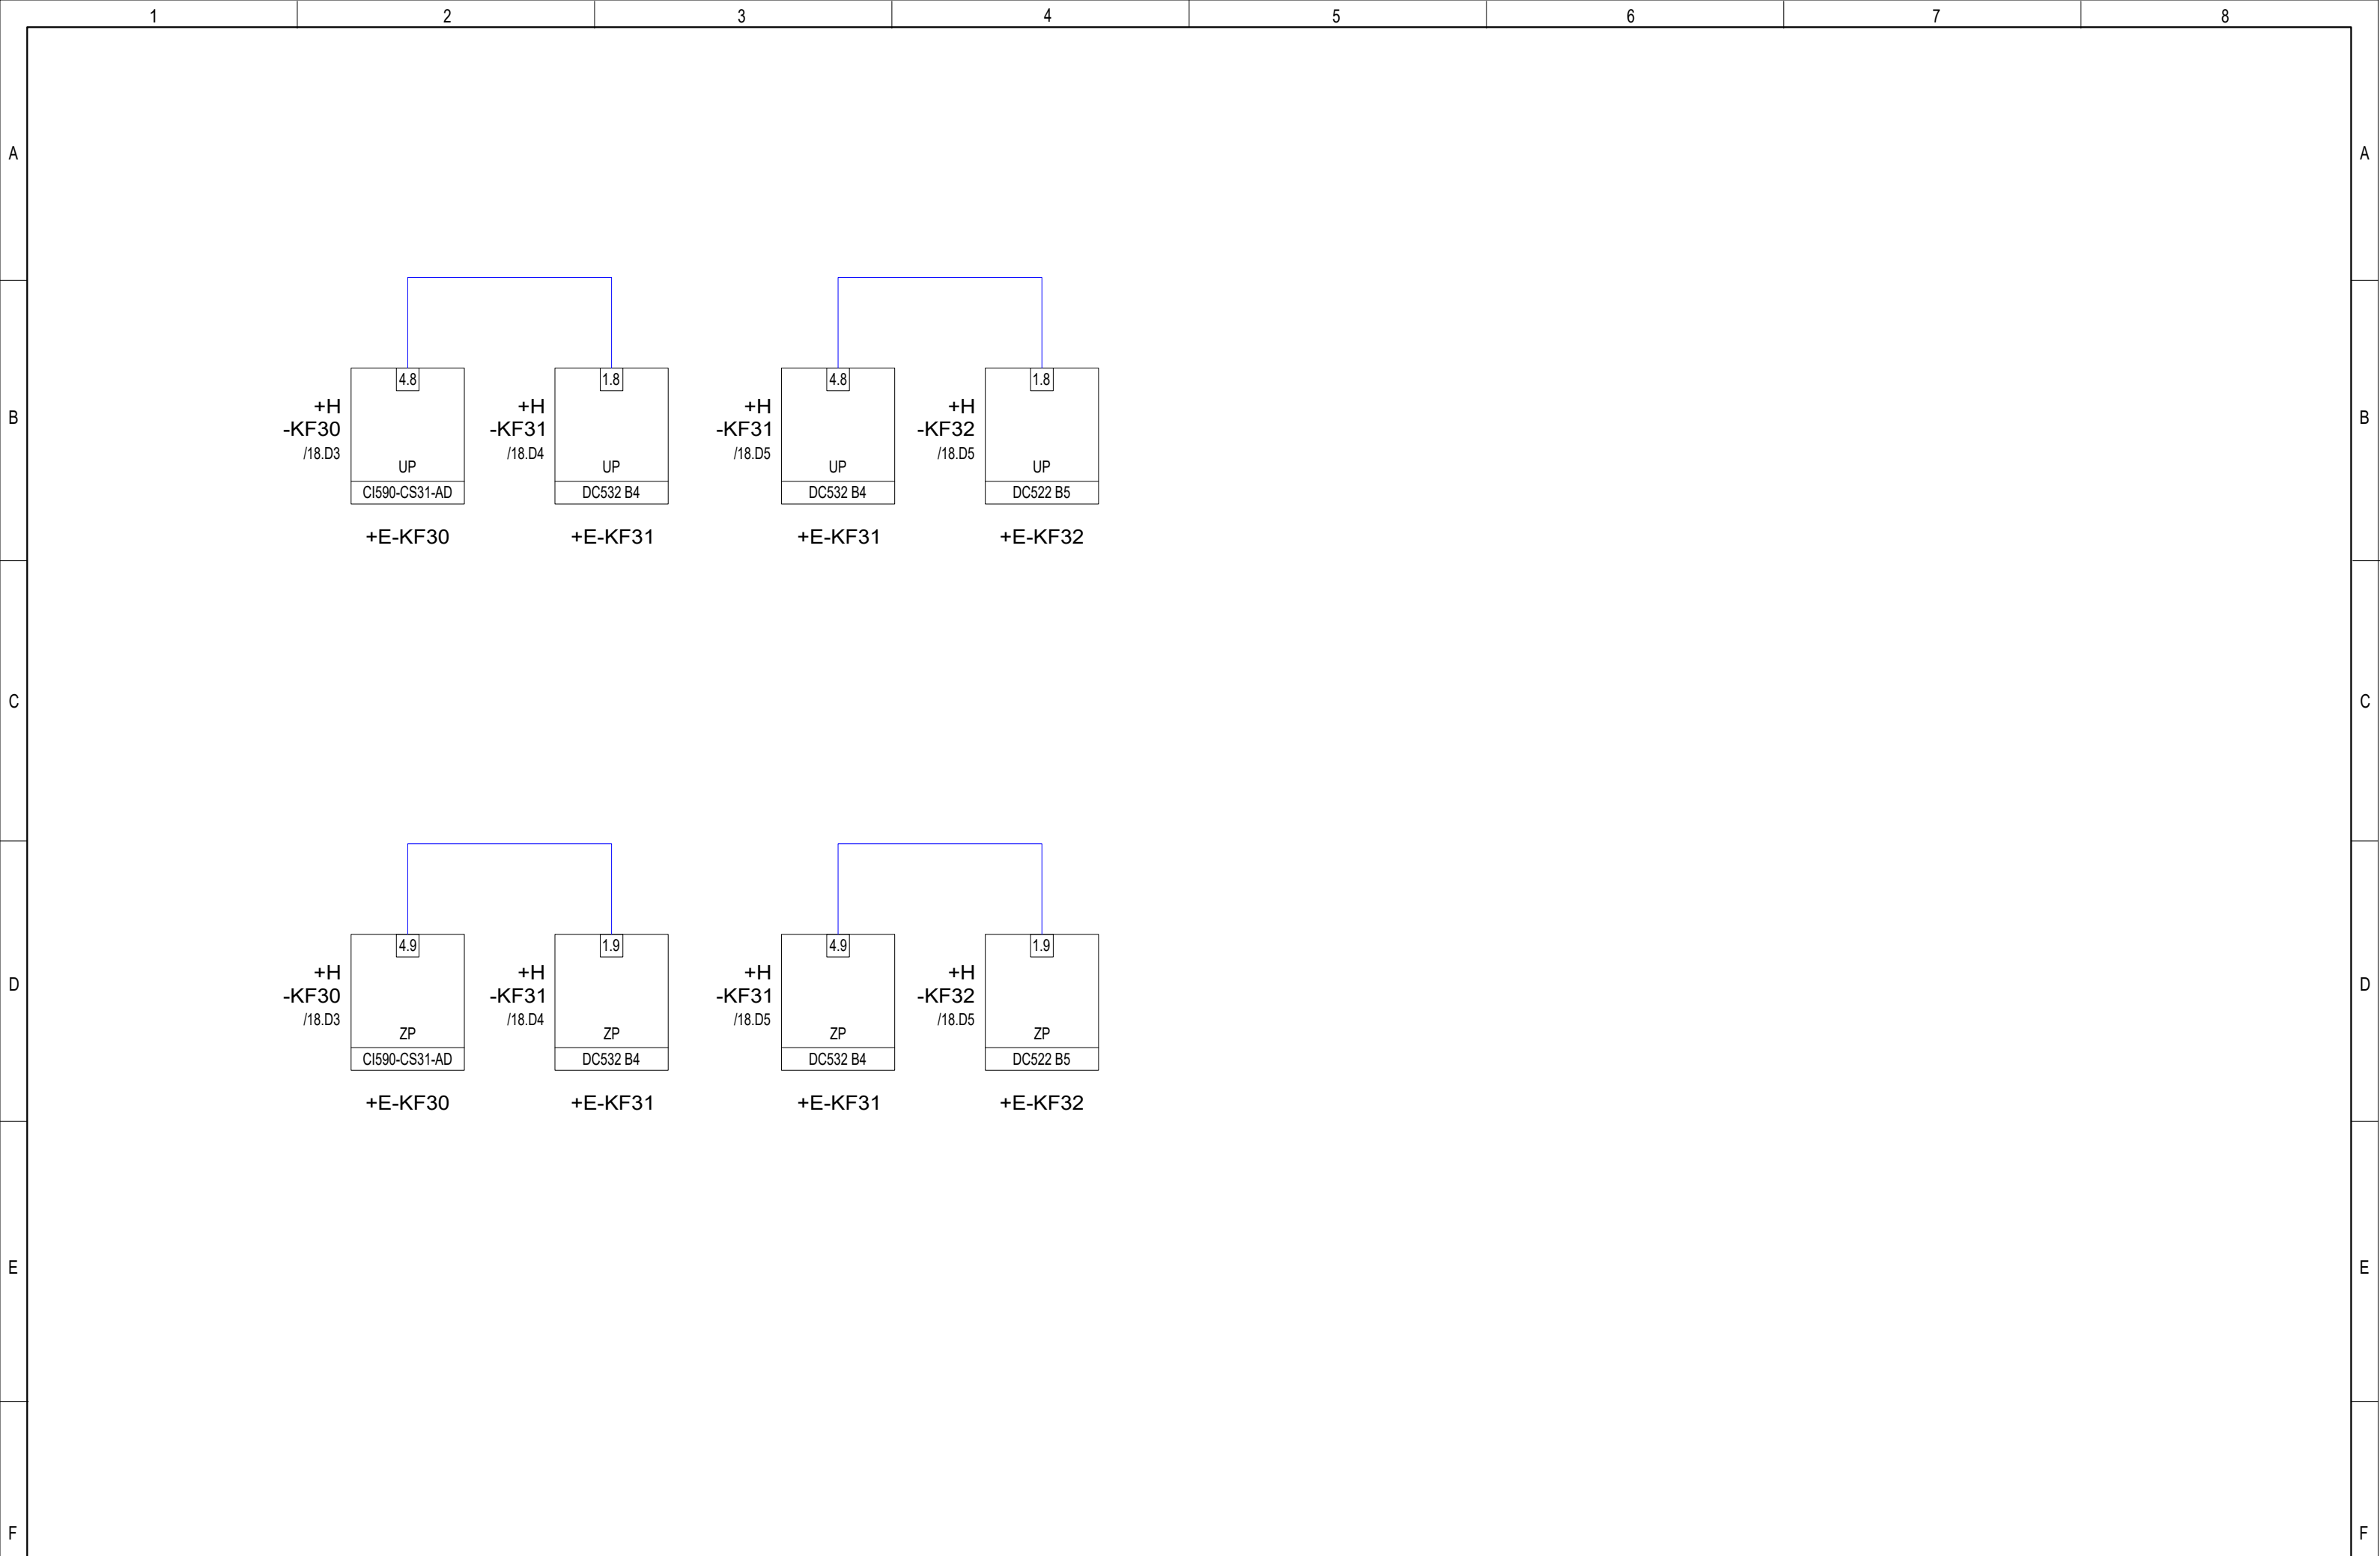 1 2 3 4 5 6 7 8
A A
4.8 1.8 4.8 1.8
+H +H +H +H
B B
-KF30 -KF31 -KF31 -KF32
/18.D3 /18.D4 /18.D5 /18.D5
UP UP UP UP
CI590-CS31-AD DC532 B4 DC532 B4 DC522 B5
+E-KF30 +E-KF31 +E-KF31 +E-KF32
C C
4.9 1.9 4.9 1.9
+H +H +H +H
D D
-KF30 -KF31 -KF31 -KF32
/18.D3 /18.D4 /18.D5 /18.D5
ZP ZP ZP ZP
CI590-CS31-AD DC532 B4 DC532 B4 DC522 B5
+E-KF30 +E-KF31 +E-KF31 +E-KF32
E E
F F